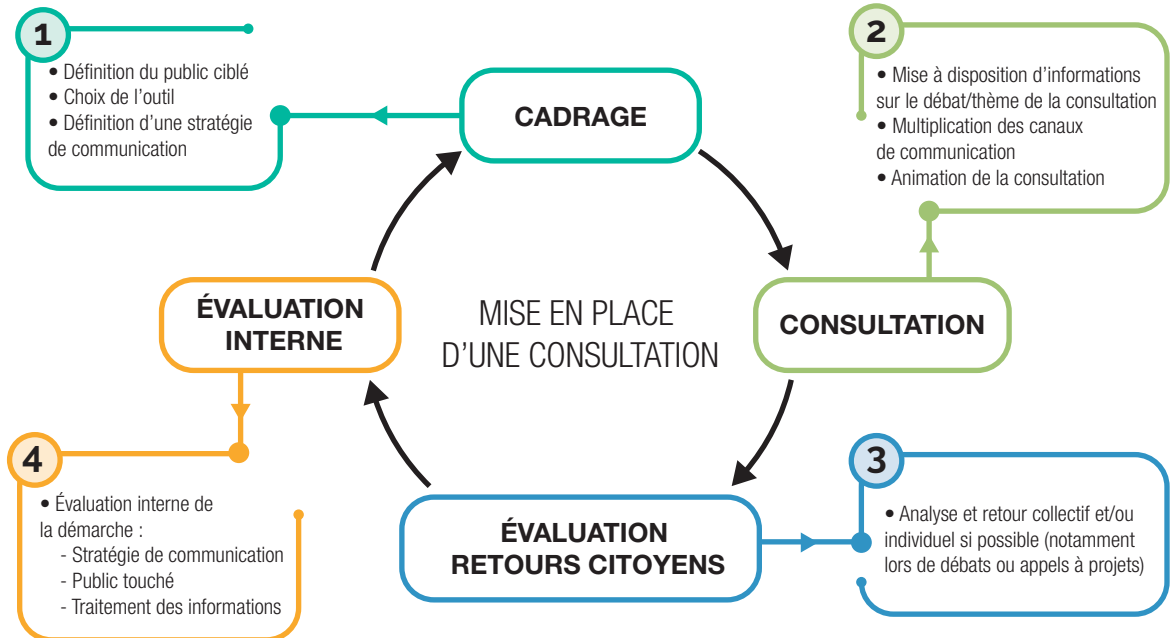 1
• Définition du public ciblé
• Choix de l’outil
• Définition d’une stratégie
de communication
CADRAGE
2
• Mise à disposition d’informations
sur le débat/thème de la consultation
• Multiplication des canaux
de communication
• Animation de la consultation
ÉVALUATION
INTERNE
MISE EN PLACE
D’UNE CONSULTATION
CONSULTATION
4
• Évaluation interne de
la démarche :
- Stratégie de communication
- Public touché
- Traitement des informations
ÉVALUATION
RETOURS CITOYENS
3
• Analyse et retour collectif et/ou
individuel si possible (notamment
lors de débats ou appels à projets)